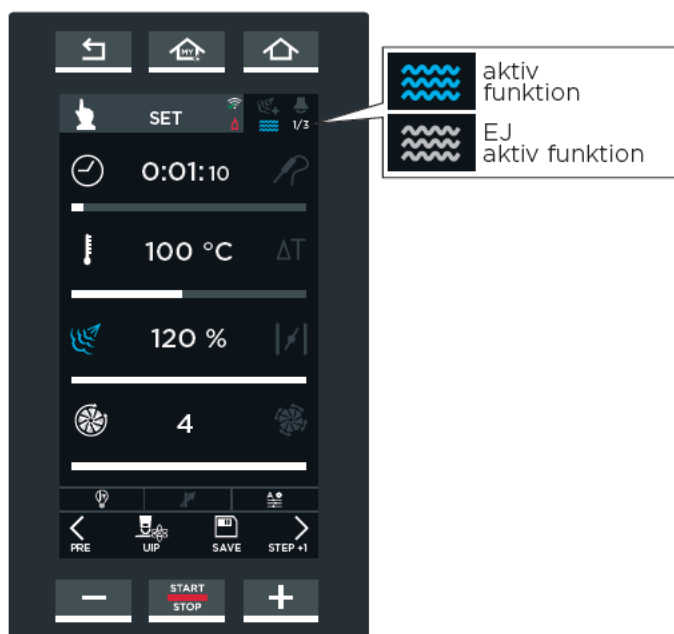 MY
SET
1/3
aktiv
funktion
EJ
aktiv funktion
0:01:10
100 °C
ΔT
120 %
4
PRE
UIP
SAVE
STEP +1
START
STOP